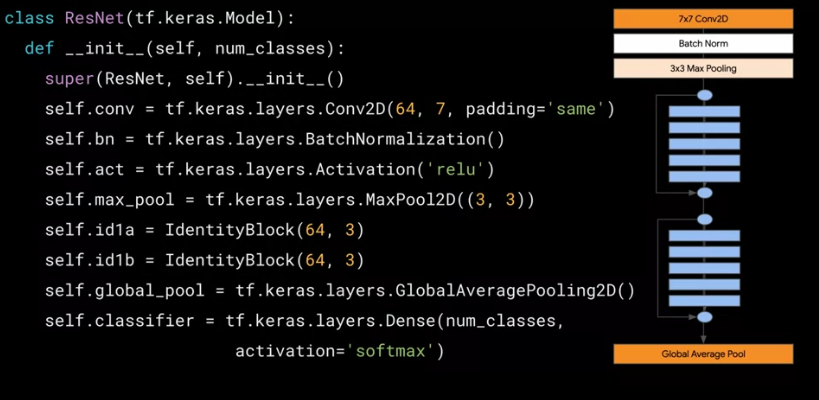 class ResNet(tf.keras.Model):
def __init__(self, num_classes):
super(ResNet, self).__init__()
self.conv = tf.keras.layers.Conv2D(64, 7, padding='same')
self.bn = tf.keras.layers.BatchNormalization()
self.act = tf.keras.layers.Activation('relu')
self.max_pool = tf.keras.layers.MaxPool2D((3, 3))
self.id1a = IdentityBlock(64, 3)
self.id1b = IdentityBlock(64, 3)
self.global_pool = tf.keras.layers.GlobalAveragePooling2D()
self.classifier = tf.keras.layers.Dense(num_classes,
activation='softmax')
7x7 Conv2D
Batch Norm
3x3 Max Pooling
Global Average Pool